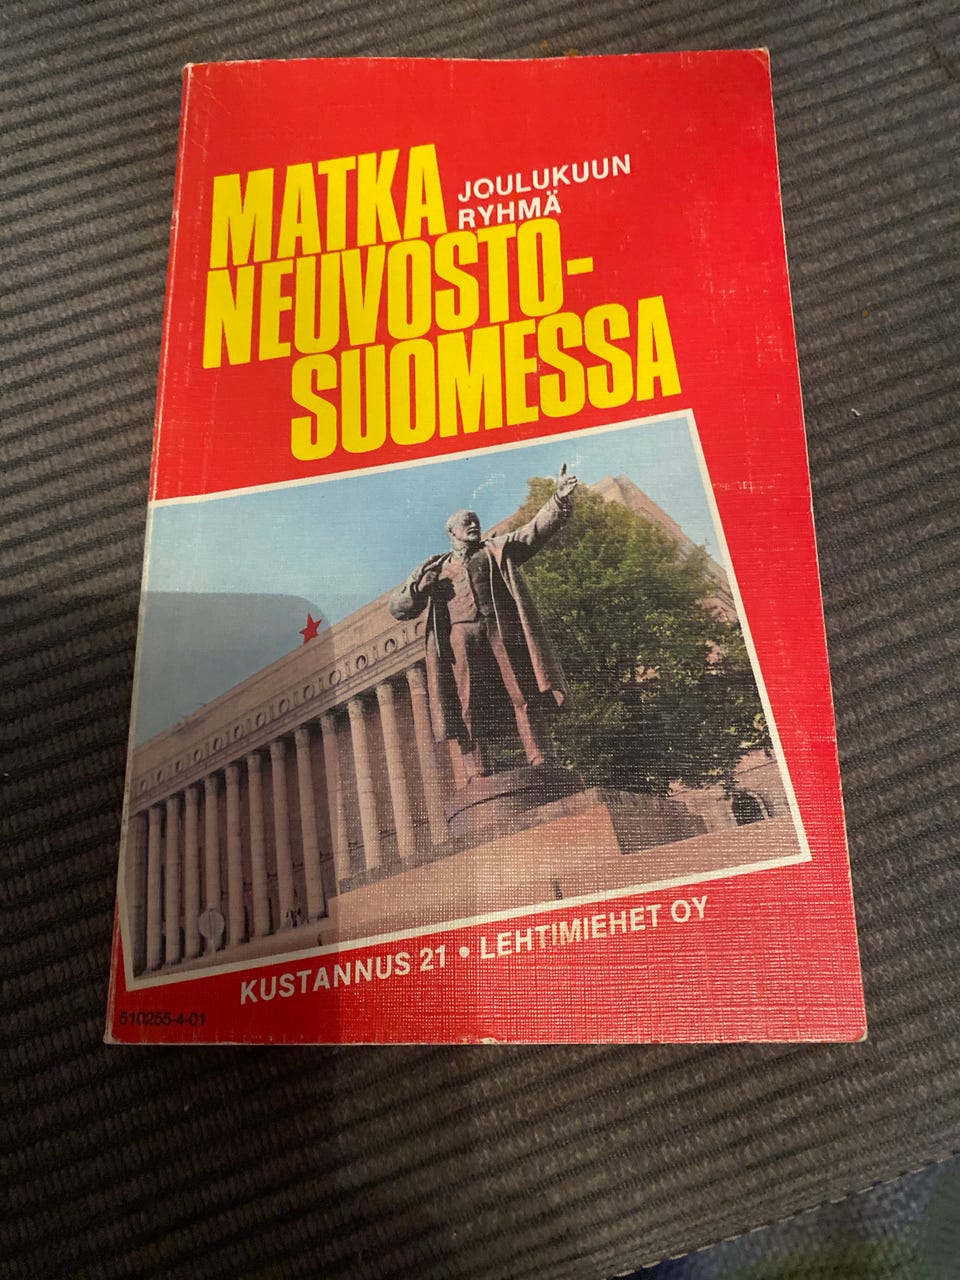 MATKA
JOULUKUUN
RYHMÄ
NEUVOSTO-
SUOMESSA
KUSTANNUS 21 • LEHTIMIEHET OY
510255-4-01